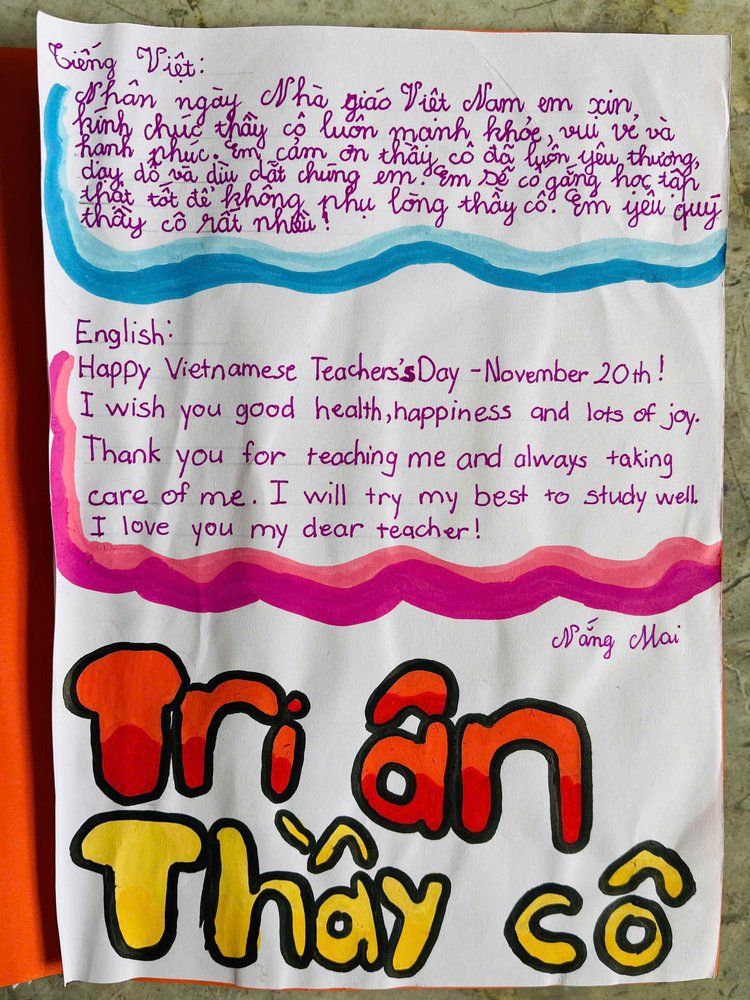 Tiếng Việt:
Nhân ngày Nhà giáo Việt Nam em xin
kính chúc thầy cô luôn mạnh khỏe, vui vẻ và
hạnh phúc. Em cảm ơn thầy cô đã luôn yêu thương,
dạy dỗ và dìu dắt chúng em. Em sẽ cố gắng học tập
thật tốt để không phụ lòng thầy cô. Em yêu quý
thầy cô rất nhiều!
English:
Happy Vietnamese Teachers's Day - November 20th!
I wish you good health, happiness and lots of joy.
Thank you for teaching me and always taking
care of me. I will try my best to study well.
I love you my dear teacher!
Nắng Mai
Tri ân
Thầy cô